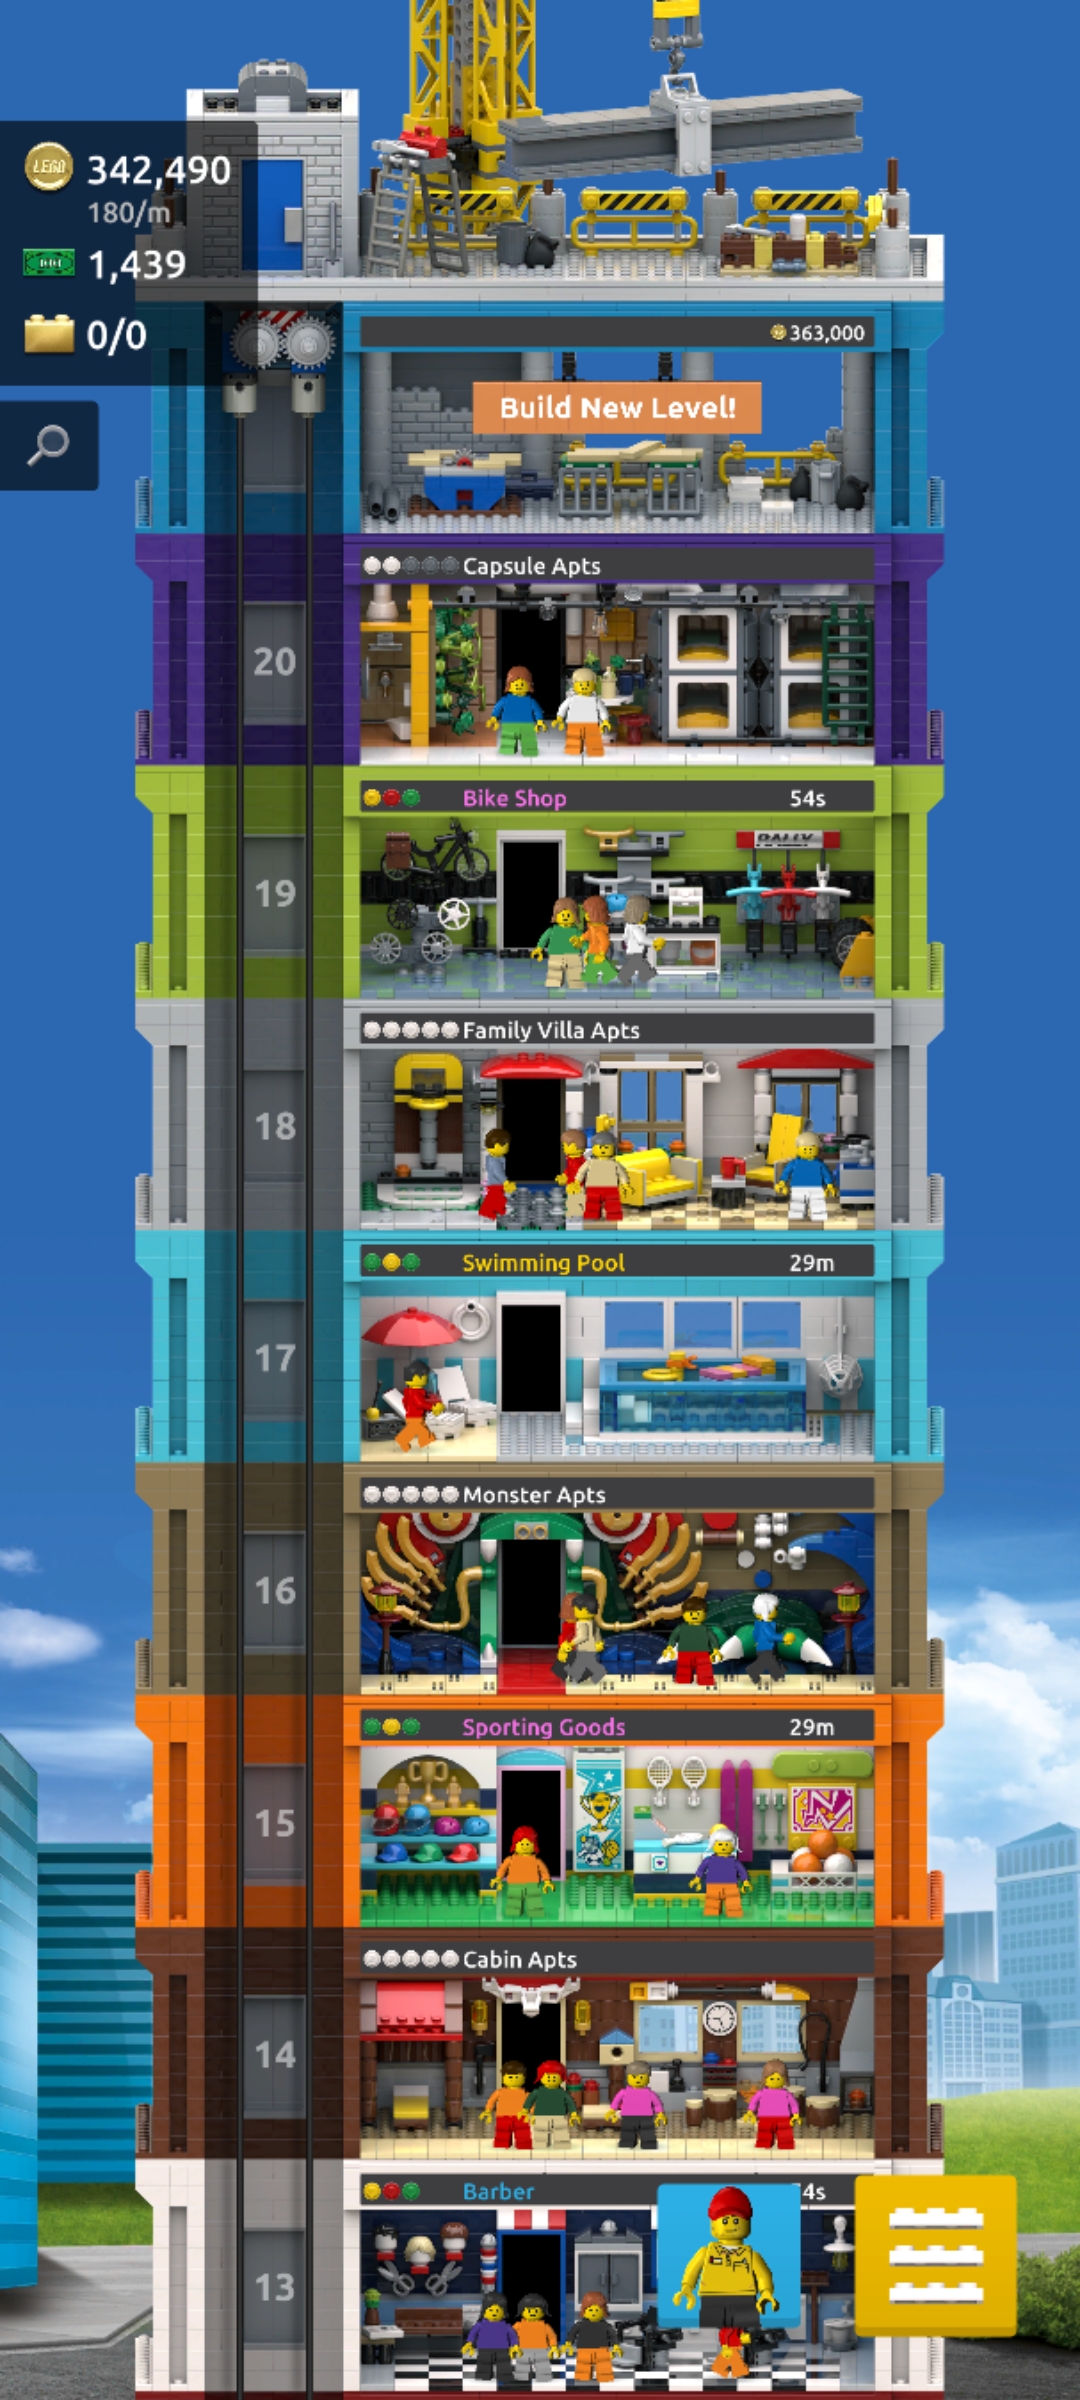 LEGO 342,490
180/m
1,439
0/0
363,000
Build New Level!
Capsule Apts
20
Bike Shop 54s
RALLY
19
Family Villa Apts
18
Swimming Pool 29m
17
Monster Apts
16
Sporting Goods 29m
15
Cabin Apts
14
Barber 4s
13